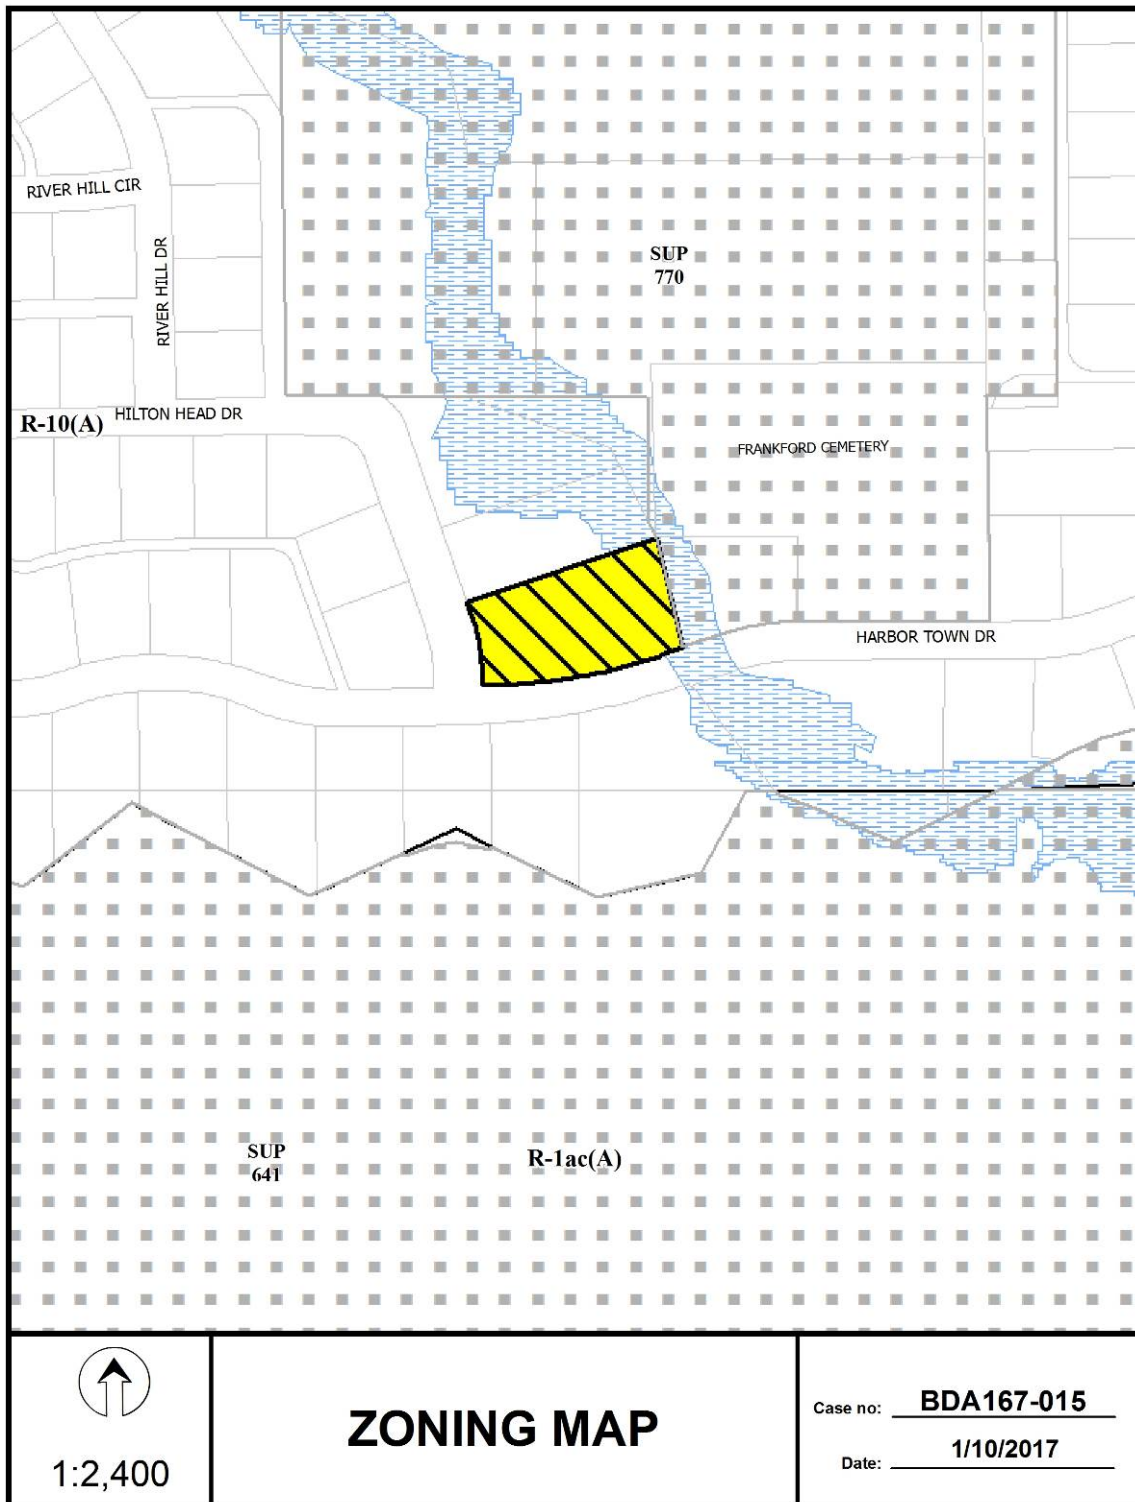 RIVER HILL CIR
RIVER HILL DR
SUP
770
R-10(A)
HILTON HEAD DR
FRANKFORD CEMETERY
HARBOR TOWN DR
SUP
641
R-1ac(A)
1:2,400
ZONING MAP
Case no: BDA167-015
Date: 1/10/2017